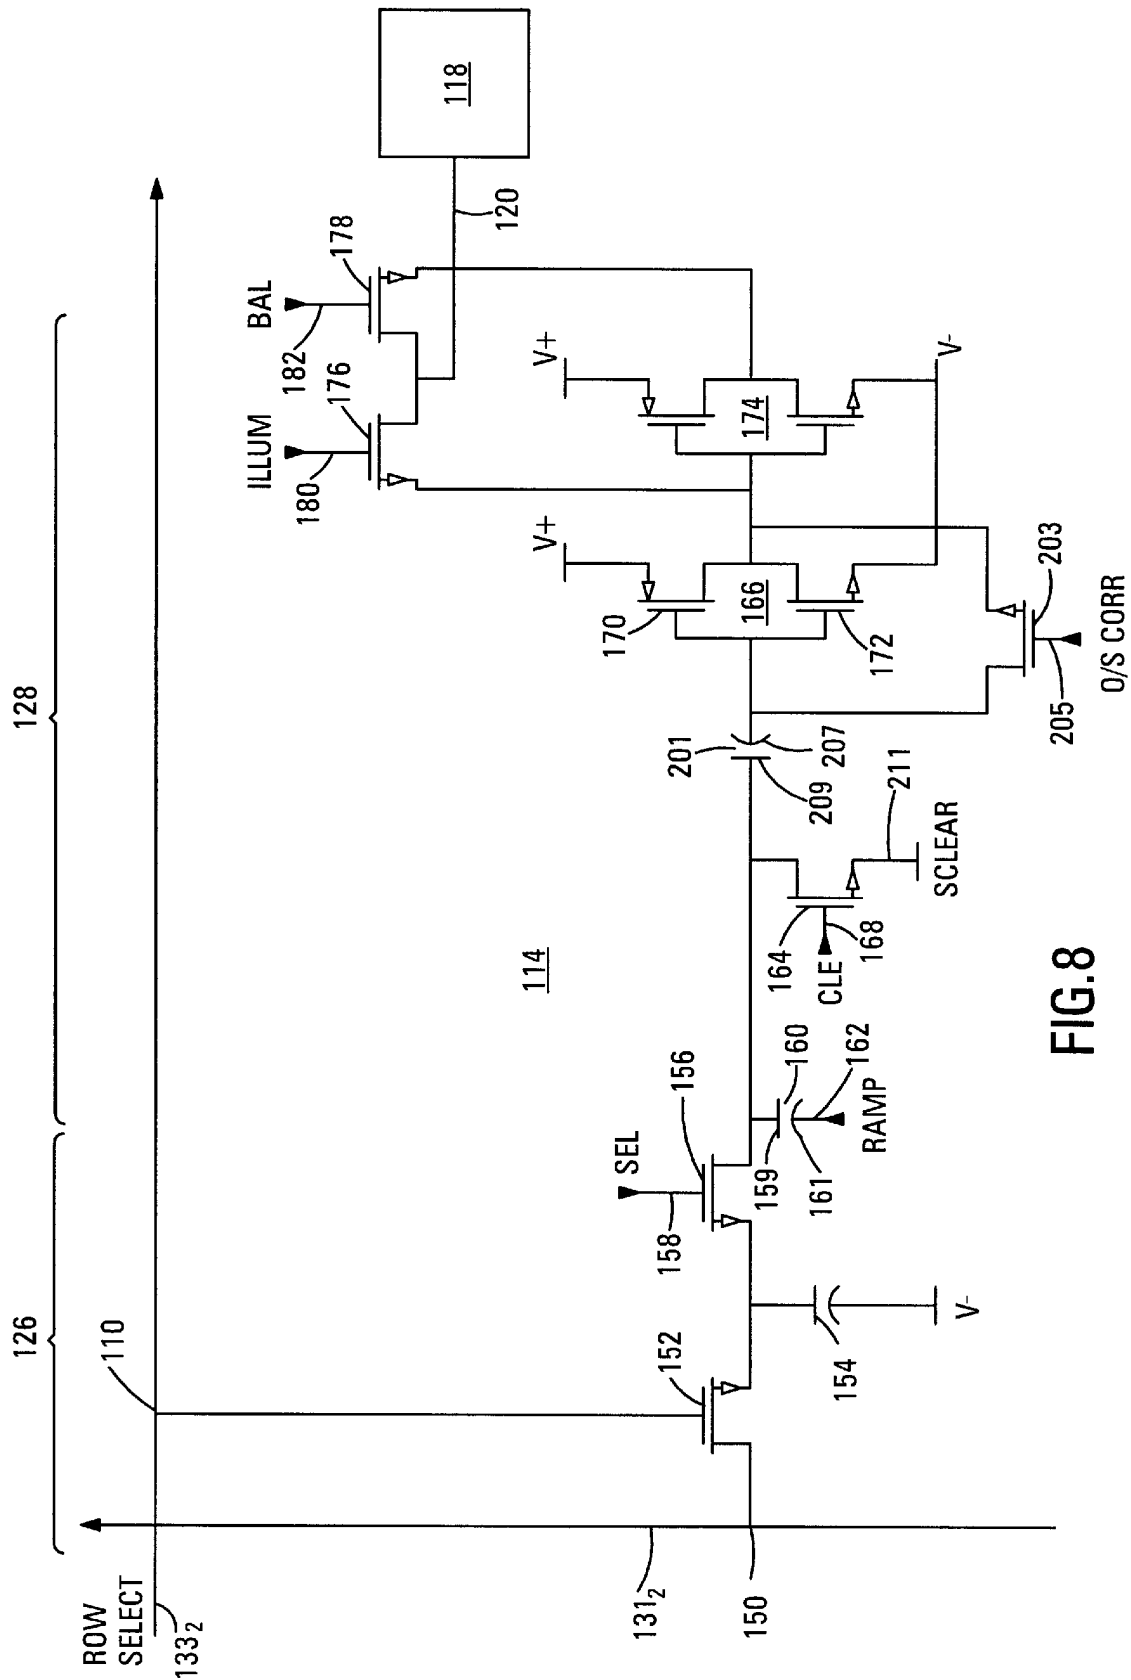 126
128
ROW
SELECT
133₂
110
131₂
150
152
154
V-
SEL
158
156
159
160
161
162
RAMP
114
CLE
164
168
211
SCLEAR
201
209
207
170
166
172
V+
205
203
O/S CORR
ILLUM
180
176
BAL
182
178
V+
174
V-
120
118
FIG.8